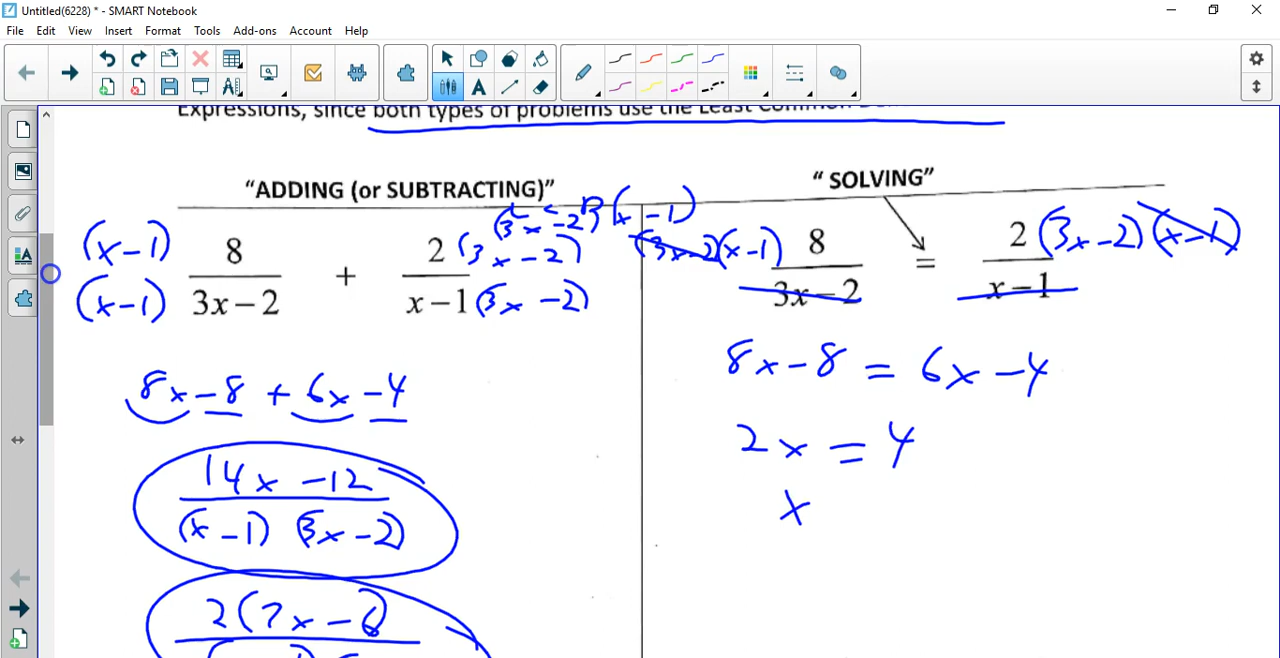 Untitled(6228) * - SMART Notebook
File Edit View Insert Format Tools Add-ons Account Help
Expressions, since both types of problems use the Least Common
"ADDING (or SUBTRACTING)"
(x-1) 8 + 2 (3x-2)
(x-1) 3x-2 x-1 (3x-2)
8x-8 + 6x-4
14x-12
(x-1) (3x-2)
2(7x-6)
" SOLVING"
(x-1)
(3x-2)(x-1) 8 = 2 (3x-2)(x-1)
3x-2 x-1
8x-8 = 6x-4
2x = 4
x